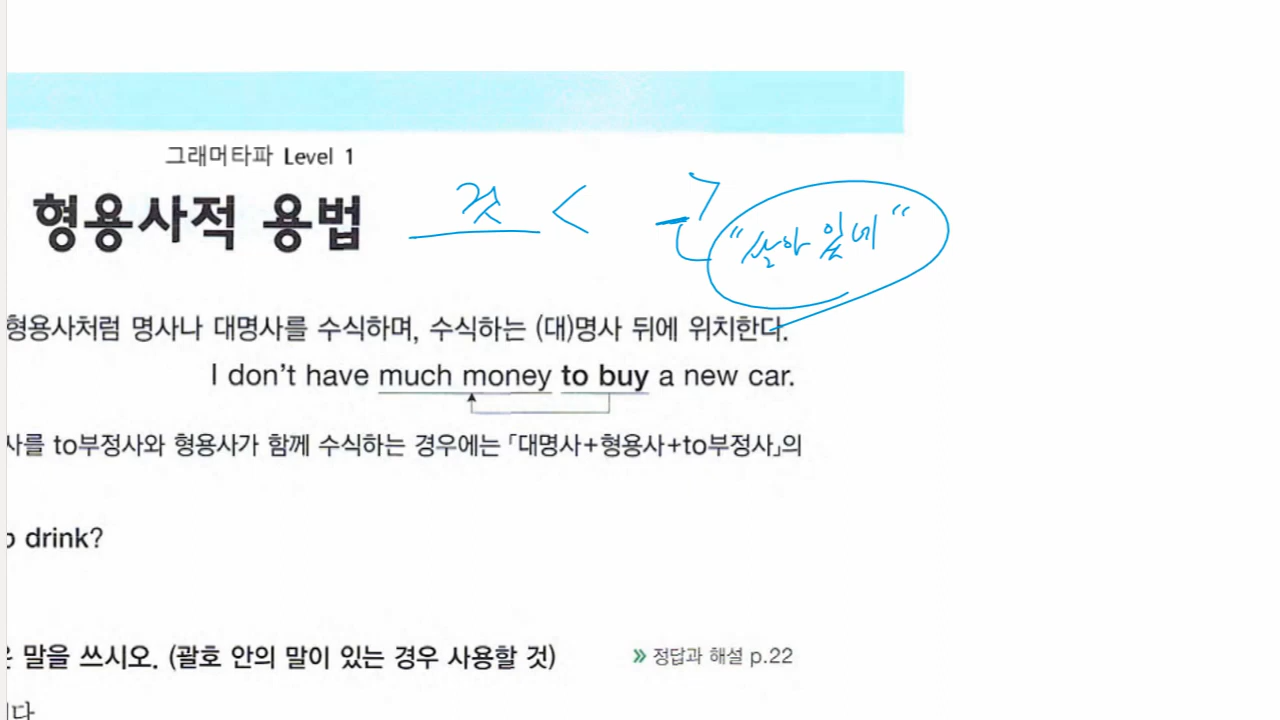 그래머타파 Level 1
형용사적 용법
것 <
"살아 있네"
형용사처럼 명사나 대명사를 수식하며, 수식하는 (대)명사 뒤에 위치한다.
I don't have much money to buy a new car.
사를 to부정사와 형용사가 함께 수식하는 경우에는 「대명사+형용사+to부정사」의
o drink?
은 말을 쓰시오. (괄호 안의 말이 있는 경우 사용할 것)
» 정답과 해설 p.22
니다